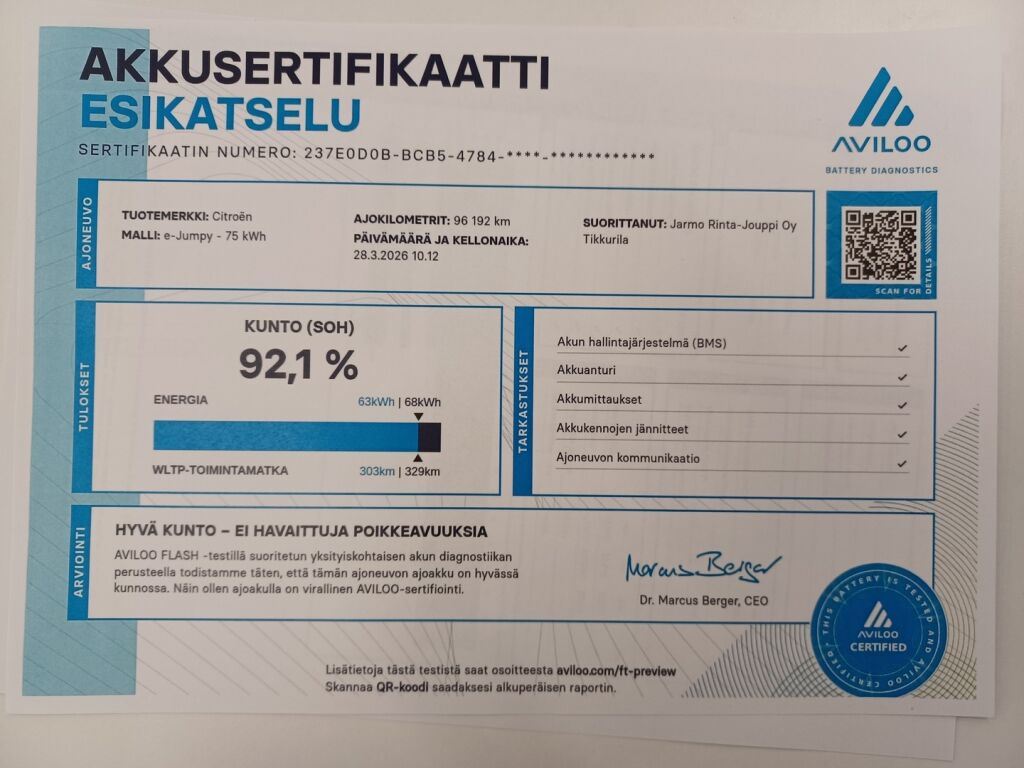 AKKUSERTIFIKAATTI
ESIKATSELU
SERTIFIKAATIN NUMERO: 237E0D0B-BCB5-4784-****-************
AVILOO
BATTERY DIAGNOSTICS
AJONEUVO
TUOTEMERKKI: Citroën
MALLI: e-Jumpy - 75 kWh
AJOKILOMETRIT: 96 192 km
PÄIVÄMÄÄRÄ JA KELLONAIKA:
28.3.2026 10.12
SUORITTANUT: Jarmo Rinta-Jouppi Oy
Tikkurila
SCAN FOR DETAILS
TULOKSET
KUNTO (SOH)
92,1 %
ENERGIA 63kWh | 68kWh
WLTP-TOIMINTAMATKA 303km | 329km
TARKASTUKSET
Akun hallintajärjestelmä (BMS)
Akkuanturi
Akkumittaukset
Akkukennojen jännitteet
Ajoneuvon kommunikaatio
ARVIOINTI
HYVÄ KUNTO – EI HAVAITTUJA POIKKEAVUUKSIA
AVILOO FLASH -testillä suoritetun yksityiskohtaisen akun diagnostiikan
perusteella todistamme täten, että tämän ajoneuvon ajoakku on hyvässä
kunnossa. Näin ollen ajoakulla on virallinen AVILOO-sertifiointi.
Marcus Berger
Dr. Marcus Berger, CEO
THIS BATTERY IS TESTED AND AVILOO CERTIFIED
AVILOO
CERTIFIED
Lisätietoja tästä testistä saat osoitteesta aviloo.com/ft-preview
Skannaa QR-koodi saadaksesi alkuperäisen raportin.